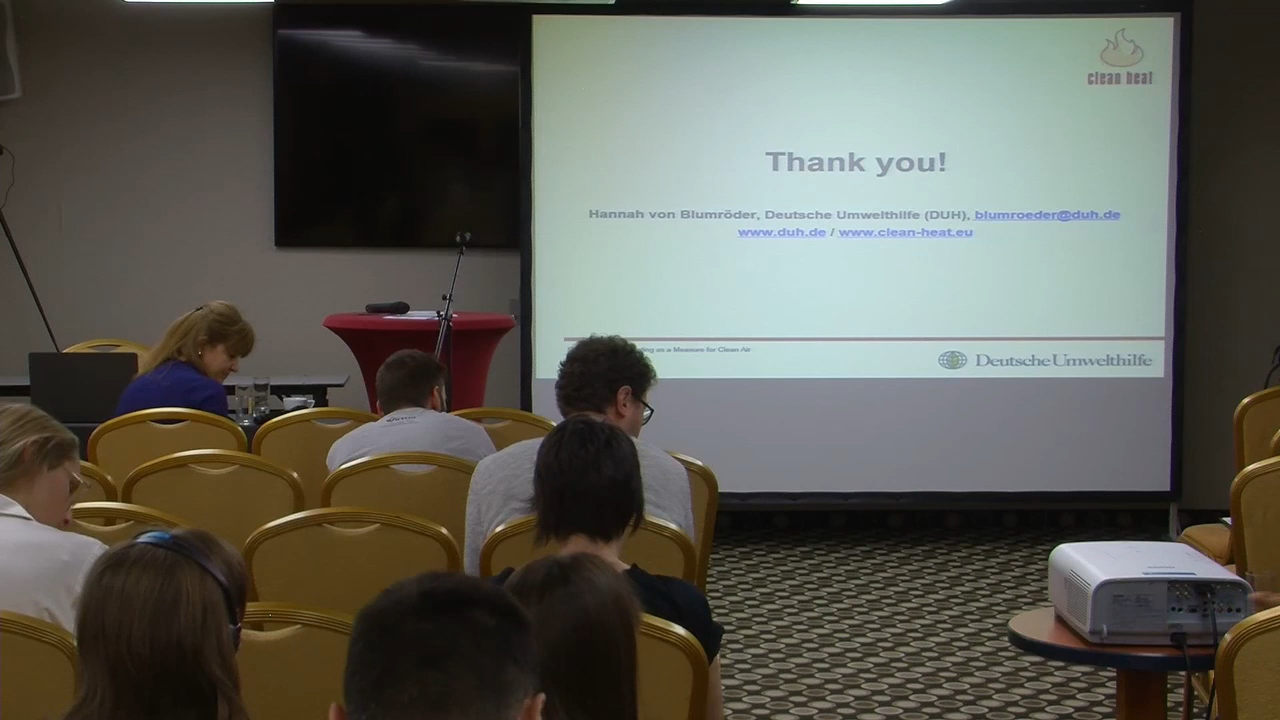 clean heat
Thank you!
Hannah von Blumröder, Deutsche Umwelthilfe (DUH), blumroeder@duh.de
www.duh.de / www.clean-heat.eu
as a Measure for Clean Air
Deutsche Umwelthilfe